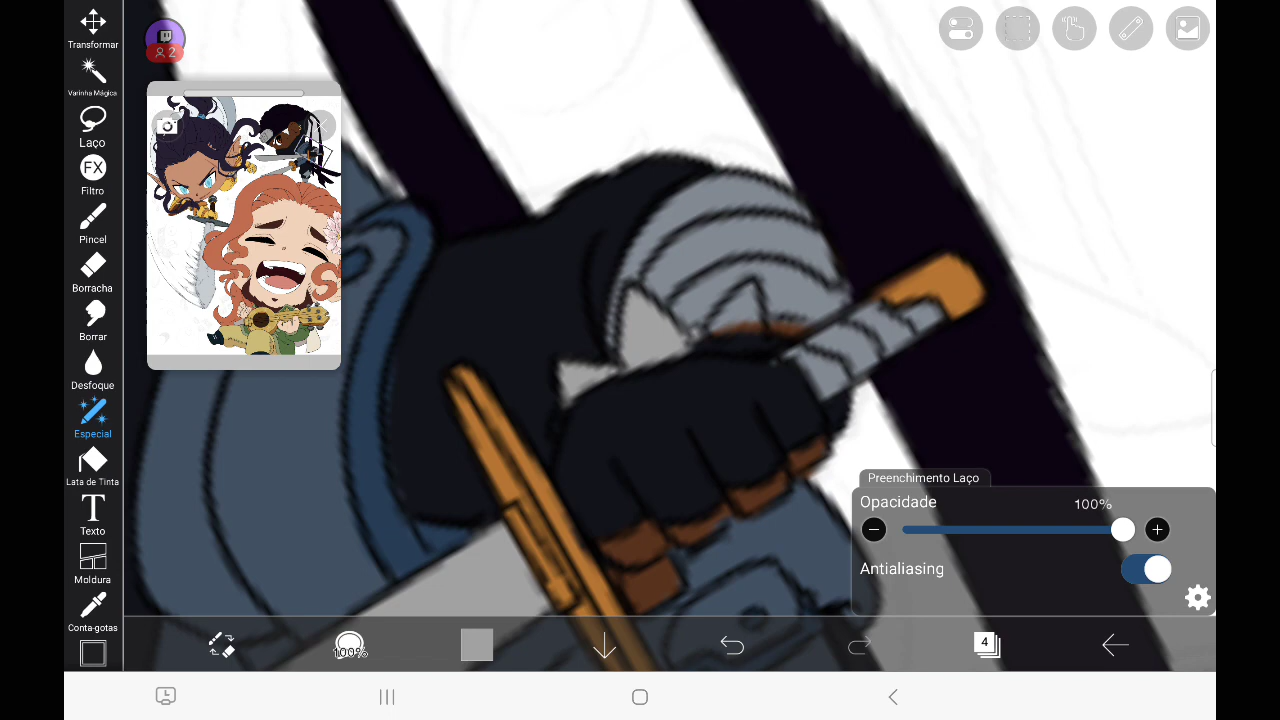 Transformar
Varinha Mágica
Laço
FX
Filtro
Pincel
Borracha
Borrar
Desfoque
Especial
Lata de Tinta
T
Texto
Moldura
Conta-gotas
2
Preenchimento Laço
Opacidade 100%
Antialiasing
100%
4